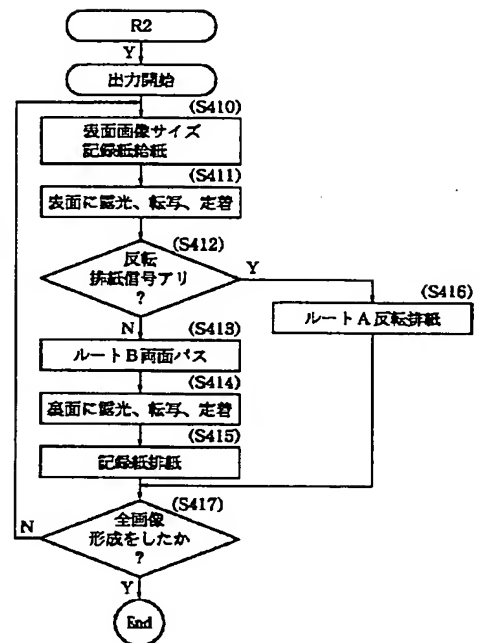 R2
Y
出力開始
(S410)
表面画像サイズ
記録紙給紙
(S411)
表面に露光、転写、定着
(S412)
反転
排紙信号アリ
?
Y
(S416)
ルートA反転排紙
N
(S413)
ルートB両面パス
(S414)
裏面に露光、転写、定着
(S415)
記録紙排紙
(S417)
N
全画像
形成をしたか
?
Y
End